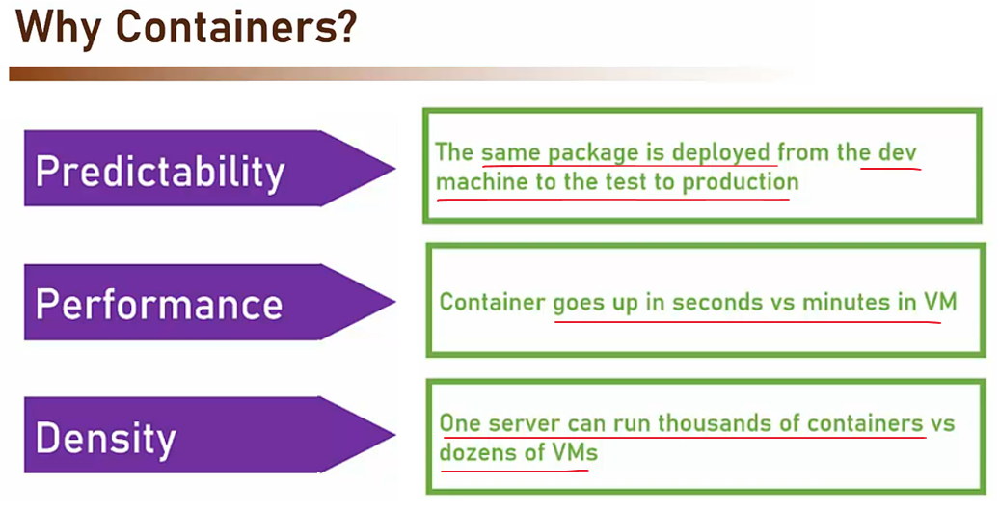 Why Containers?
Predictability
The same package is deployed from the dev
machine to the test to production
Performance
Container goes up in seconds vs minutes in VM
Density
One server can run thousands of containers vs
dozens of VMs